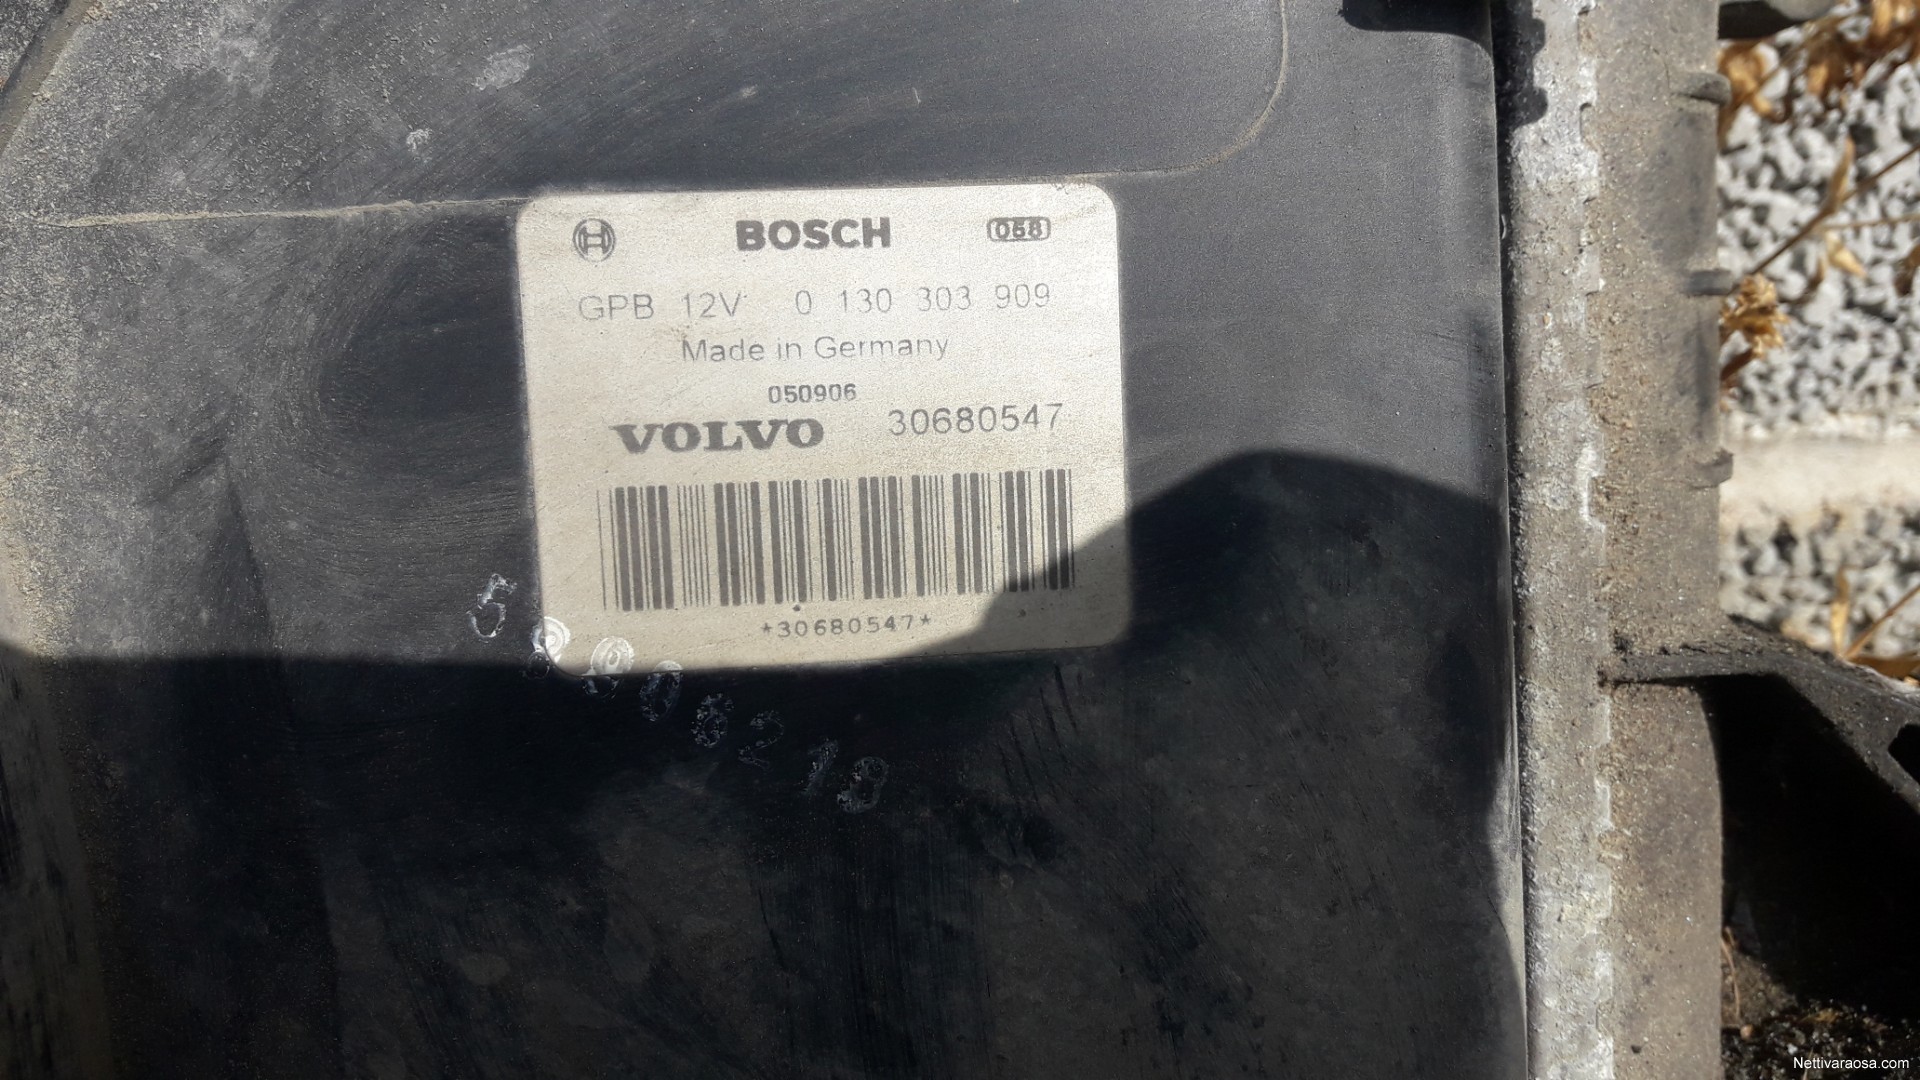 BOSCH 058
GPB 12V 0 130 303 909
Made in Germany
050906
VOLVO 30680547
*30680547*
Nettivaraosa.com